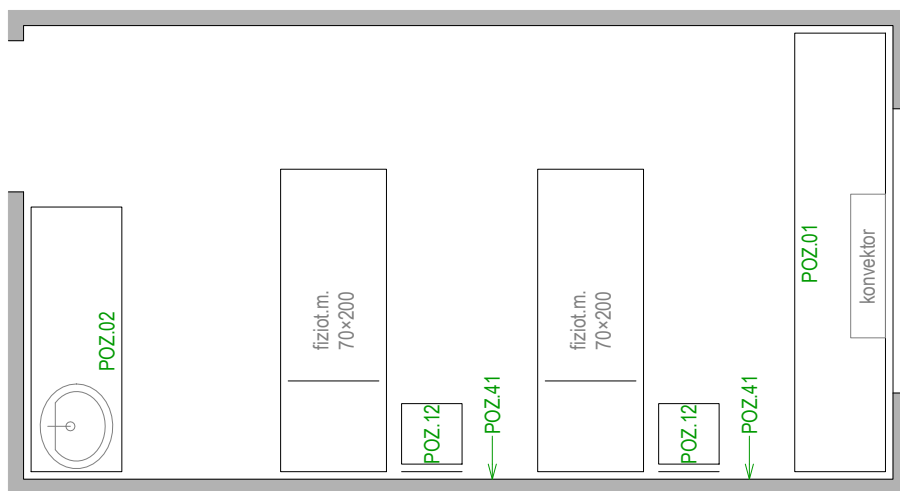 POZ.02
fiziot.m.
70×200
POZ.12
POZ.41
fiziot.m.
70×200
POZ.12
POZ.41
POZ.01
konvektor